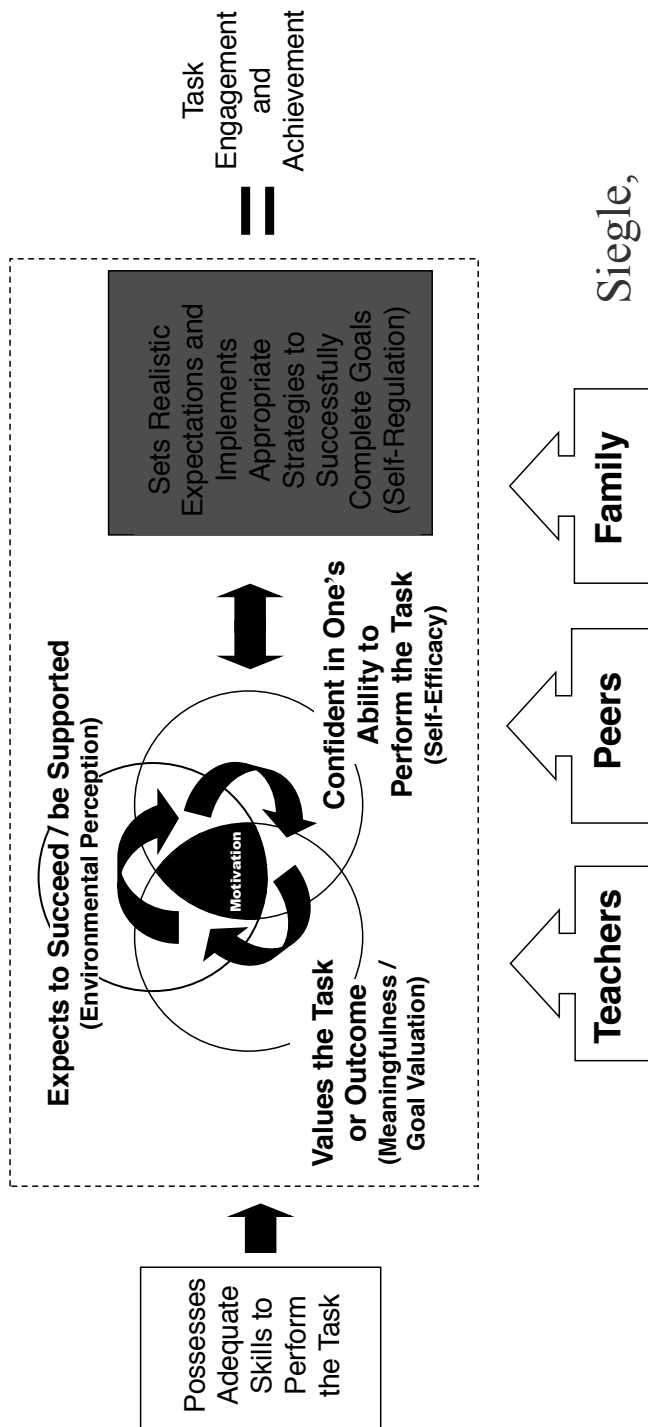 Possesses
Adequate
Skills to
Perform
the Task
Expects to Succeed / be Supported
(Environmental Perception)
Motivation
Values the Task
or Outcome
(Meaningfulness /
Goal Valuation)
Confident in One’s
Ability to
Perform the Task
(Self-Efficacy)
Sets Realistic
Expectations and
Implements
Appropriate
Strategies to
Successfully
Complete Goals
(Self-Regulation)
Task
Engagement
and
Achievement
Teachers
Peers
Family
Siegle,